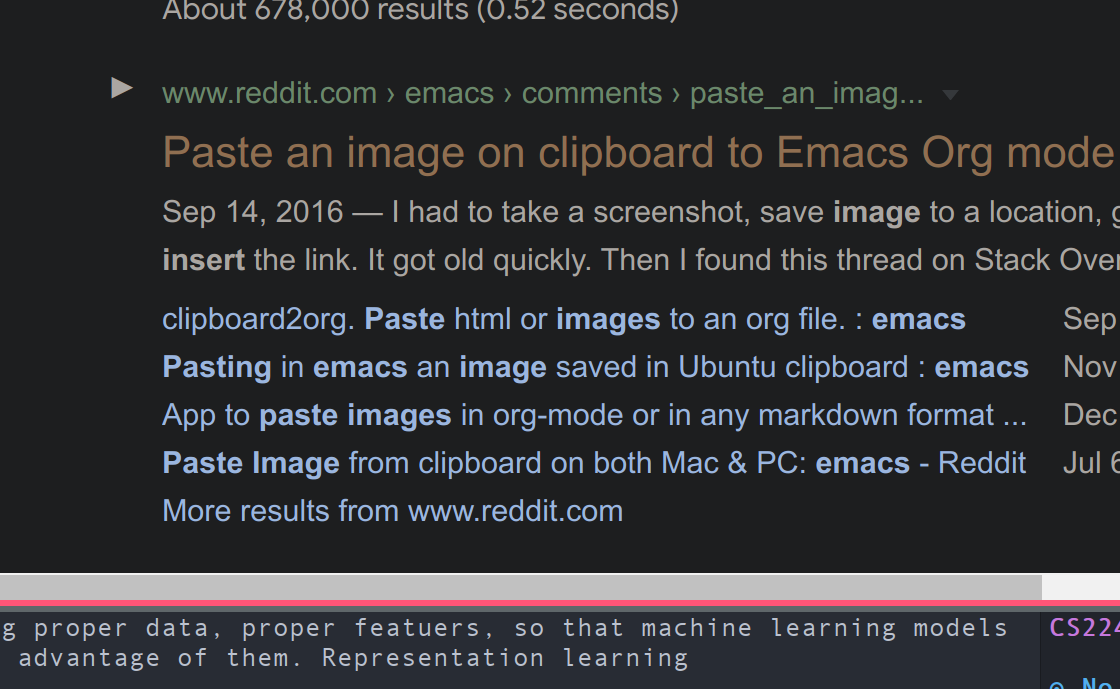 About 678,000 results (0.52 seconds)
www.reddit.com › emacs › comments › paste_an_imag...
Paste an image on clipboard to Emacs Org mode
Sep 14, 2016 — I had to take a screenshot, save image to a location, g
insert the link. It got old quickly. Then I found this thread on Stack Over
clipboard2org. Paste html or images to an org file. : emacs Sep
Pasting in emacs an image saved in Ubuntu clipboard : emacs Nov
App to paste images in org-mode or in any markdown format ... Dec
Paste Image from clipboard on both Mac & PC: emacs - Reddit Jul 6
More results from www.reddit.com
g proper data, proper featuers, so that machine learning models
advantage of them. Representation learning
CS224
No